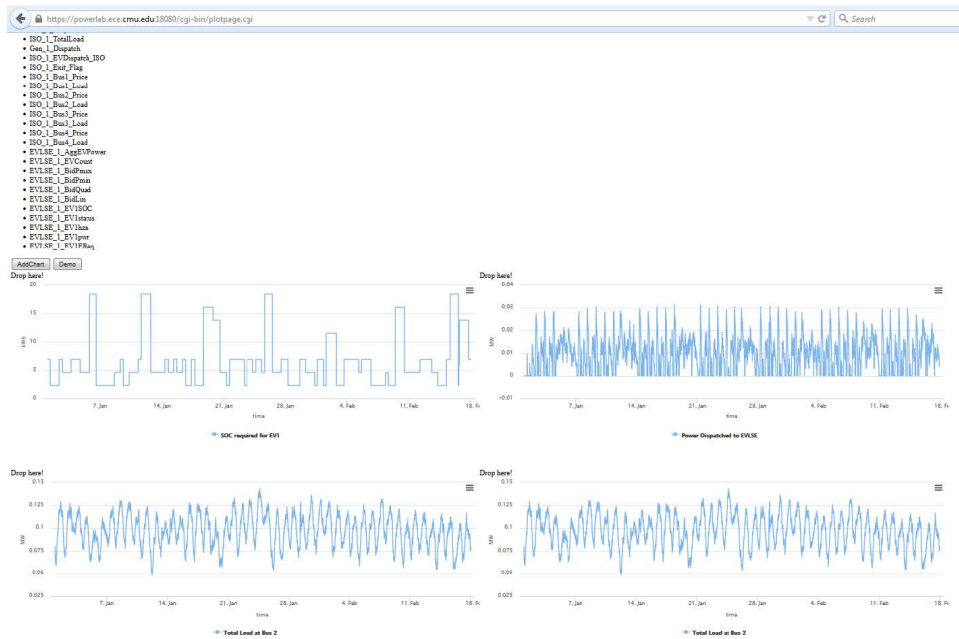 https://powerlab.ece.cmu.edu:18080/cgi-bin/plotpage.cgi
Search
ISO_1_TotalLoad
Gen_1_Dispatch
ISO_1_EVDispatch_ISO
ISO_1_Exit_Flag
ISO_1_Bus1_Price
ISO_1_Bus1_Load
ISO_1_Bus2_Price
ISO_1_Bus2_Load
ISO_1_Bus3_Price
ISO_1_Bus3_Load
ISO_1_Bus4_Price
ISO_1_Bus4_Load
EVLSE_1_AggEVPower
EVLSE_1_EVCount
EVLSE_1_BidPmax
EVLSE_1_BidPmin
EVLSE_1_BidQuad
EVLSE_1_BidLin
EVLSE_1_EV1SOC
EVLSE_1_EV1status
EVLSE_1_EV1hzn
EVLSE_1_EV1pwr
EVLSE_1_EV1EReq
AddChart Demo
Drop here!
20
15
10
5
0
kWh
7. Jan 14. Jan 21. Jan 28. Jan 4. Feb 11. Feb 18. Fe
time
SOC required for EV1
Drop here!
0.04
0.03
0.02
0.01
0
-0.01
MW
7. Jan 14. Jan 21. Jan 28. Jan 4. Feb 11. Feb 18. Fe
time
Power Dispatched to EVLSE
Drop here!
0.15
0.125
0.1
0.075
0.05
0.025
MW
7. Jan 14. Jan 21. Jan 28. Jan 4. Feb 11. Feb 18. Fe
time
Total Load at Bus 2
Drop here!
0.15
0.125
0.1
0.075
0.05
0.025
MW
7. Jan 14. Jan 21. Jan 28. Jan 4. Feb 11. Feb 18. Fe
time
Total Load at Bus 2